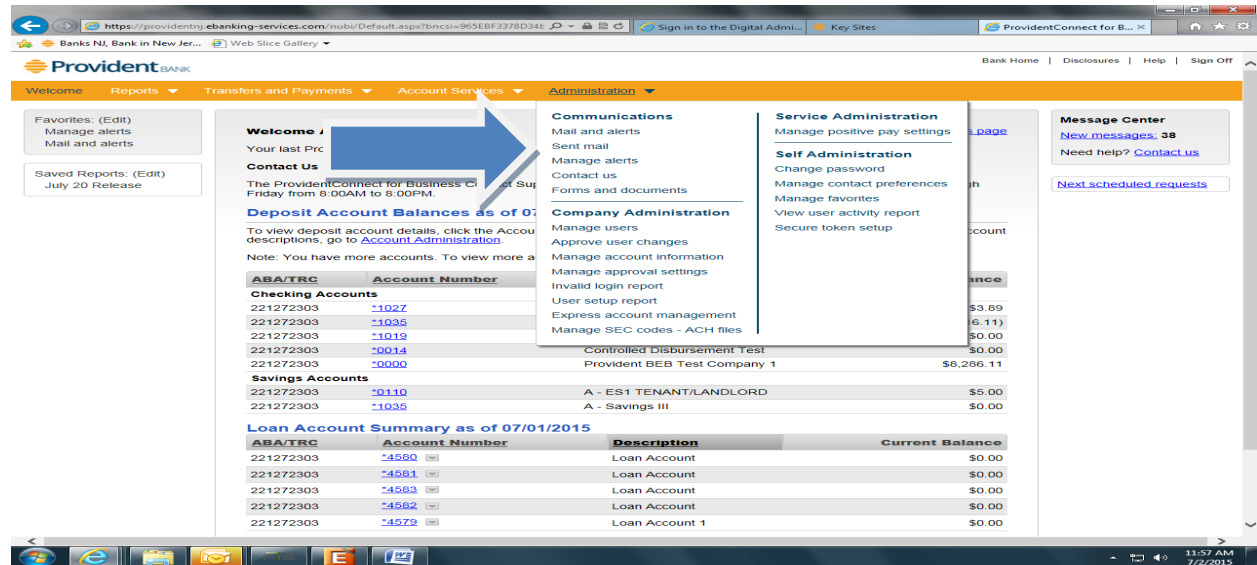 https://providentnj.ebanking-services.com/nubi/Default.aspx?bncsi=965EBF3378D34E
Sign in to the Digital Admi...
Key Sites
ProvidentConnect for B...
Banks NJ, Bank in New Jer...
Web Slice Gallery
Provident BANK
Bank Home | Disclosures | Help | Sign Off
Welcome Reports Transfers and Payments Account Services Administration
Favorites: (Edit)
Manage alerts
Mail and alerts
Saved Reports: (Edit)
July 20 Release
Welcome
page
Your last
Contact Us
The ProvidentConnect for Business
Friday from 8:00AM to 8:00PM.
Deposit Account Balances as of
To view deposit account details, click the
descriptions, go to Account Administration.
Note: You have more accounts. To view more
Communications
Mail and alerts
Sent mail
Manage alerts
Contact us
Forms and documents
Company Administration
Manage users
Approve user changes
Manage account information
Manage approval settings
Invalid login report
User setup report
Express account management
Manage SEC codes - ACH files
Service Administration
Manage positive pay settings
Self Administration
Change password
Manage contact preferences
Manage favorites
View user activity report
Secure token setup
Message Center
New messages: 38
Need help? Contact us
Next scheduled requests
ABA/TRC Account Number
Checking Accounts
221272303 *1027 $3.89
221272303 *1035 6.11)
221272303 *1019 $0.00
221272303 *0014 Controlled Disbursement Test $0.00
221272303 *0000 Provident BEB Test Company 1 $8,286.11
Savings Accounts
221272303 *0110 A - ES1 TENANT/LANDLORD $5.00
221272303 *1035 A - Savings III $0.00
Loan Account Summary as of 07/01/2015
ABA/TRC Account Number Description Current Balance
221272303 *4580 Loan Account $0.00
221272303 *4581 Loan Account $0.00
221272303 *4583 Loan Account $0.00
221272303 *4582 Loan Account $0.00
221272303 *4579 Loan Account 1 $0.00
11:57 AM
7/2/2015